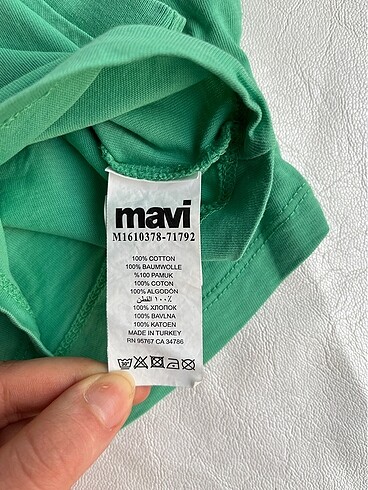 mavi
M1610378-71792
100% COTTON
100% BAUMWOLLE
%100 PAMUK
100% COTON
100% ALGODÓN
١٠٠٪ القطن
100% ХЛОПОК
100% BAVLNA
100% KATOEN
MADE IN TURKEY
RN 95767 CA 34786